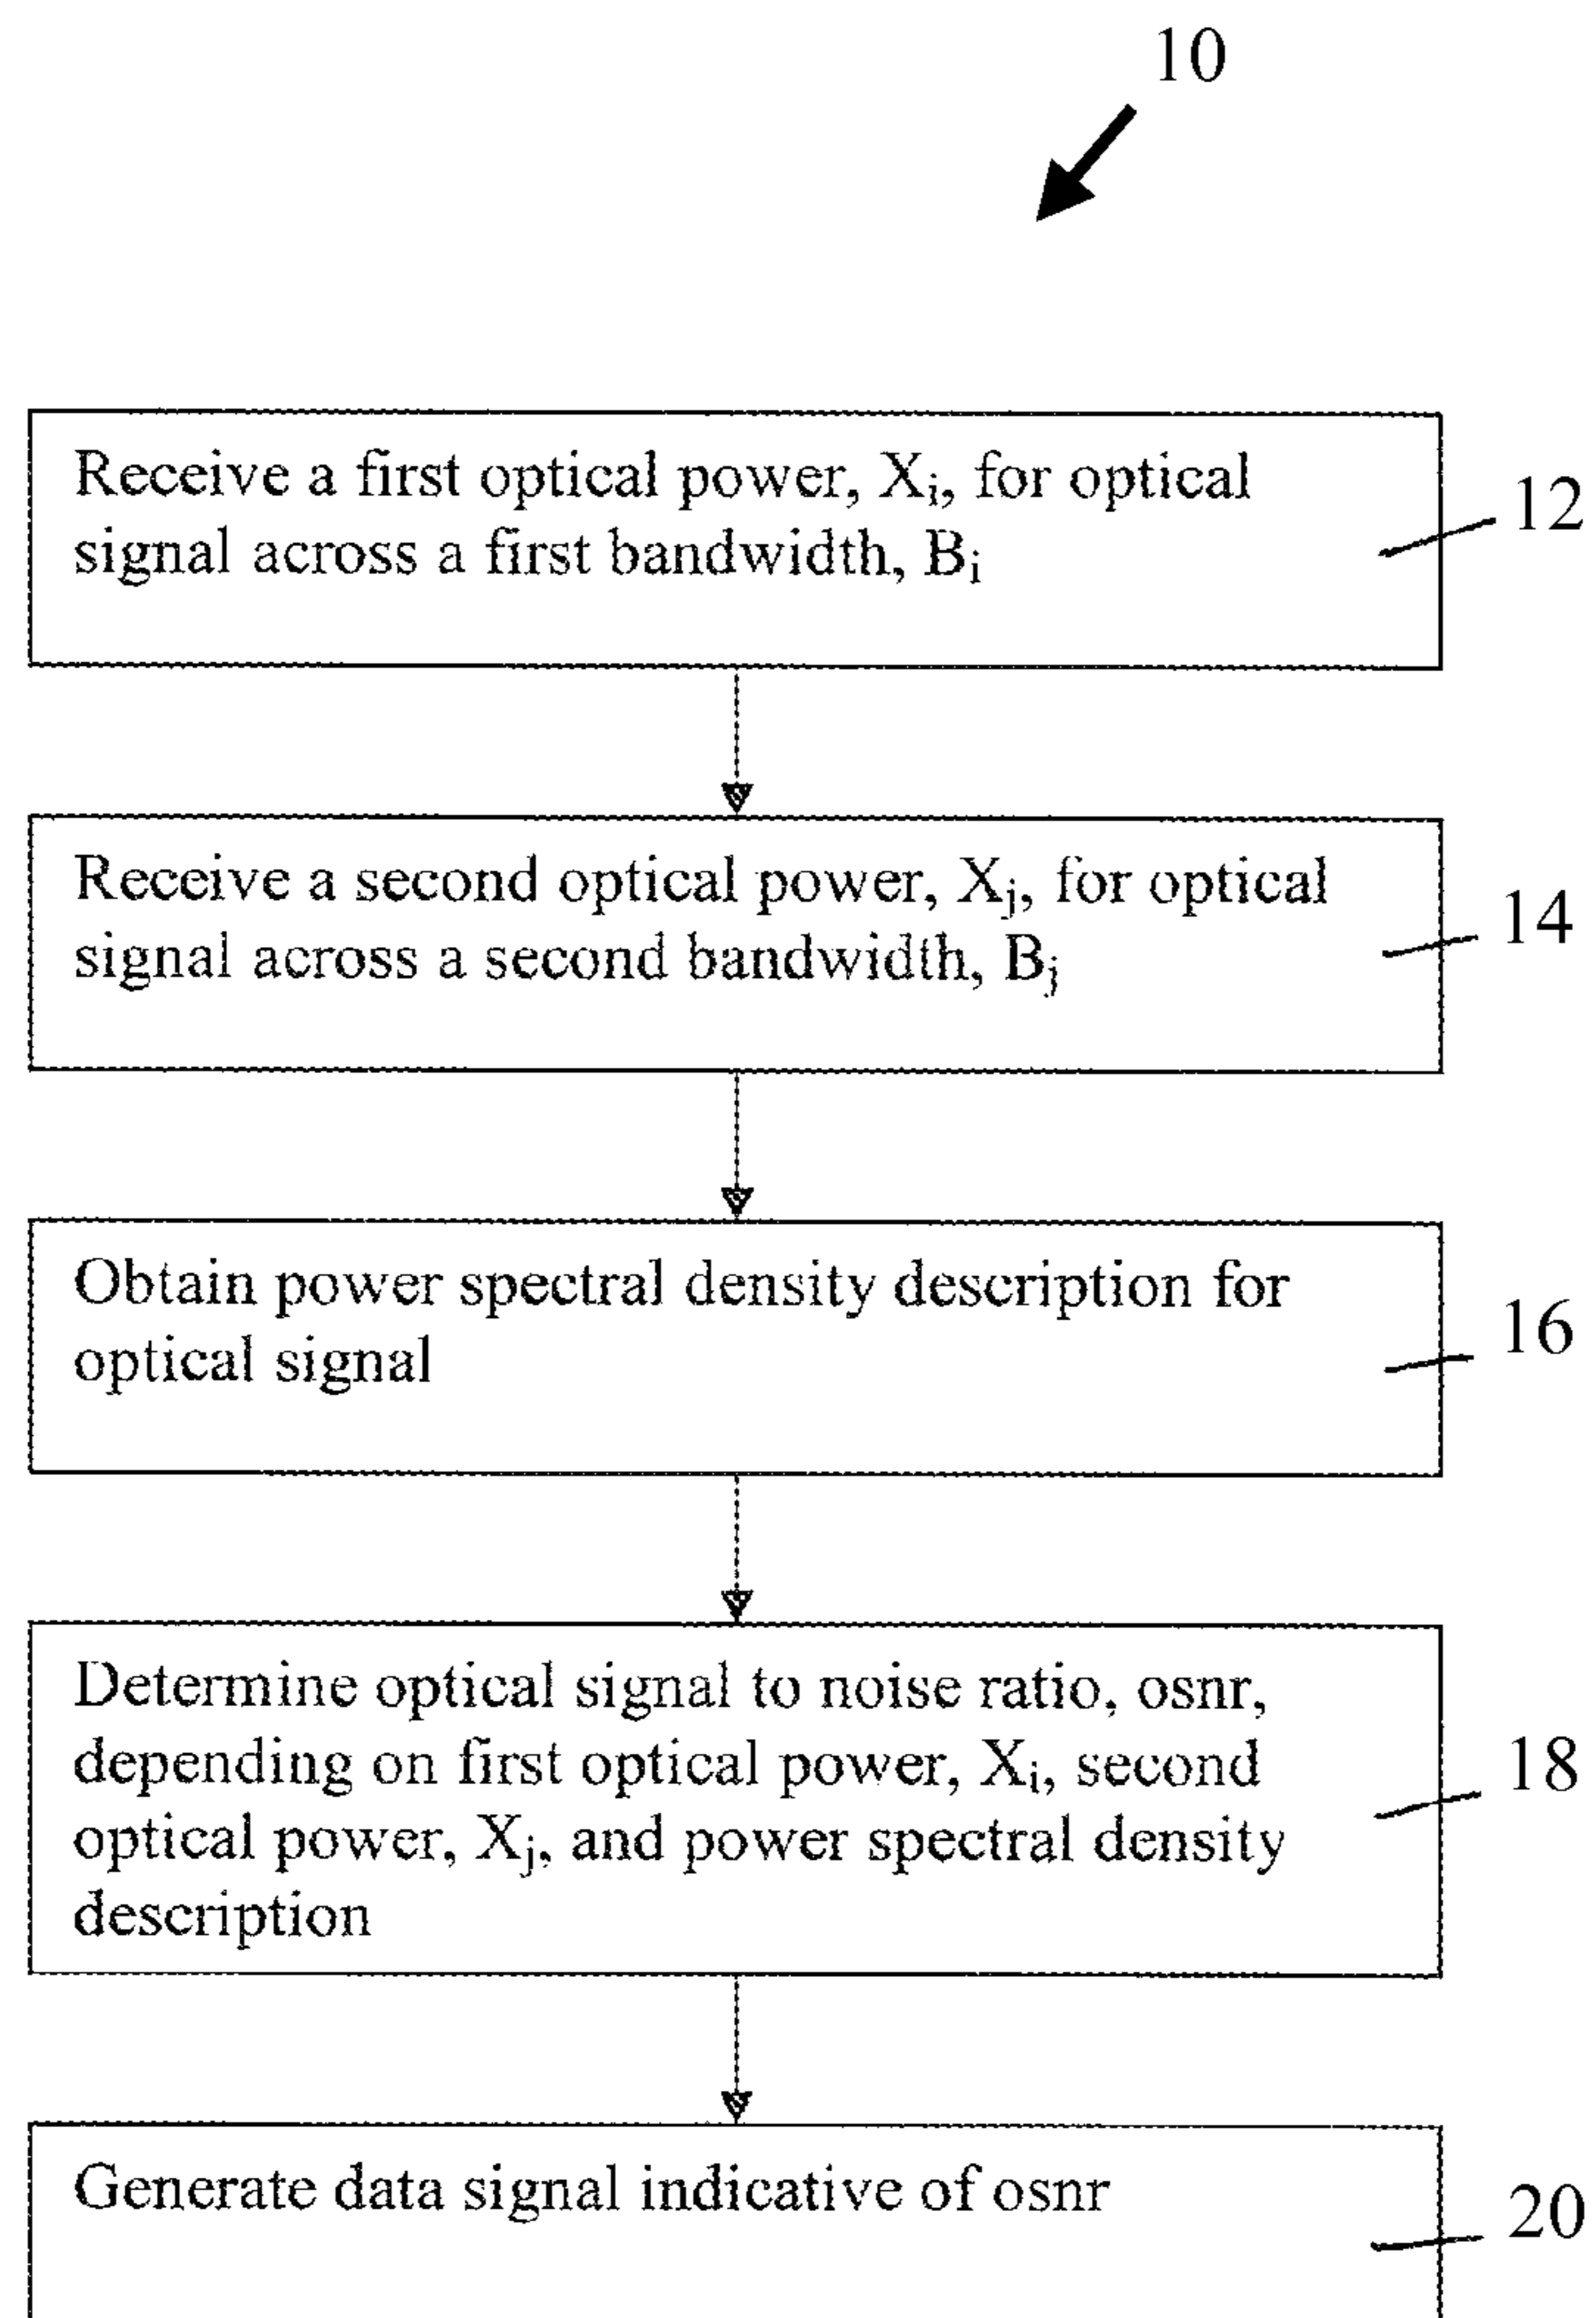 10
Receive a first optical power, Xᵢ, for optical
signal across a first bandwidth, Bᵢ
12
Receive a second optical power, Xⱼ, for optical
signal across a second bandwidth, Bⱼ
14
Obtain power spectral density description for
optical signal
16
Determine optical signal to noise ratio, osnr,
depending on first optical power, Xᵢ, second
optical power, Xⱼ, and power spectral density
description
18
Generate data signal indicative of osnr
20